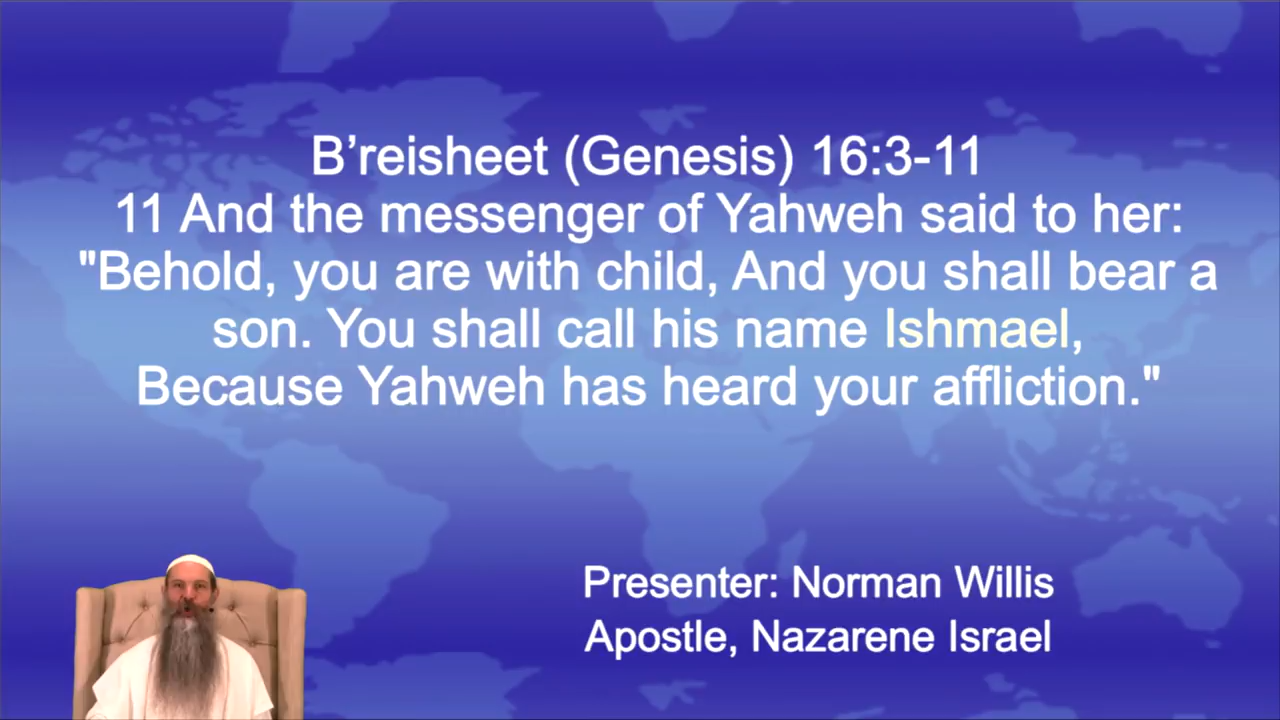 B’reisheet (Genesis) 16:3-11
11 And the messenger of Yahweh said to her:
"Behold, you are with child, And you shall bear a
son. You shall call his name Ishmael,
Because Yahweh has heard your affliction."
Presenter: Norman Willis
Apostle, Nazarene Israel